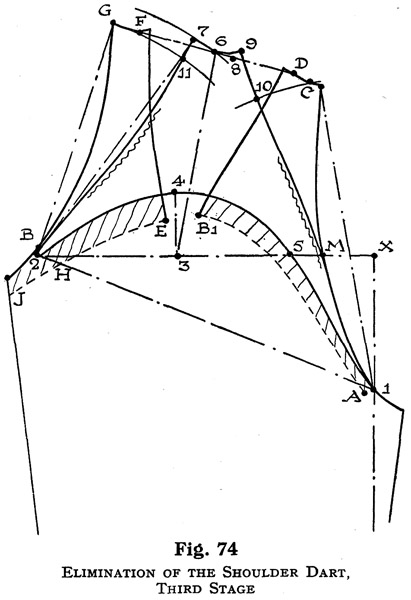 G
F
7
6
9
8
11
D
10
C
4
B
2
E
B1
H
3
5
M
X
J
A
1
Fig. 74
ELIMINATION OF THE SHOULDER DART,
THIRD STAGE